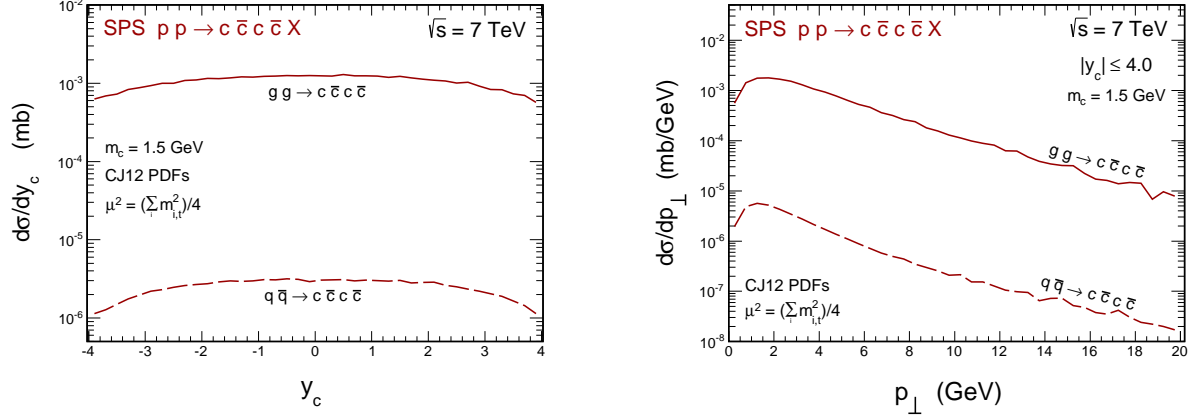 SPS p p → c c̄ c c̄ X
√s = 7 TeV
g g → c c̄ c c̄
m_c = 1.5 GeV
CJ12 PDFs
μ² = (∑_i m²_{i,t})/4
q q̄ → c c̄ c c̄
dσ/dy_c (mb)
10⁻²
10⁻³
10⁻⁴
10⁻⁵
10⁻⁶
-4 -3 -2 -1 0 1 2 3 4
y_c
SPS p p → c c̄ c c̄ X
√s = 7 TeV
|y_c| ≤ 4.0
m_c = 1.5 GeV
g g → c c̄ c c̄
q q̄ → c c̄ c c̄
CJ12 PDFs
μ² = (∑_i m²_{i,t})/4
dσ/dp_⊥ (mb/GeV)
10⁻²
10⁻³
10⁻⁴
10⁻⁵
10⁻⁶
10⁻⁷
10⁻⁸
0 2 4 6 8 10 12 14 16 18 20
p_⊥ (GeV)